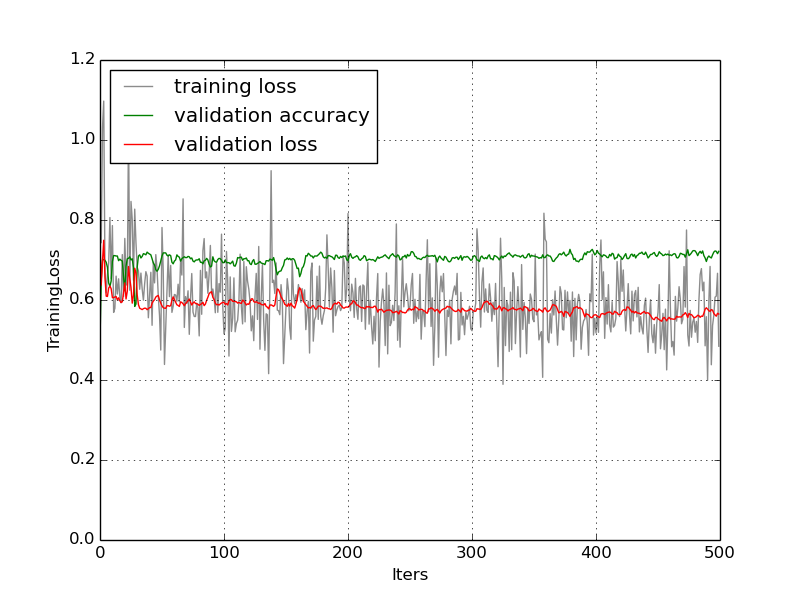 1.2
training loss
validation accuracy
validation loss
1.0
0.8
0.6
0.4
0.2
0.0
TrainingLoss
0 100 200 300 400 500
Iters